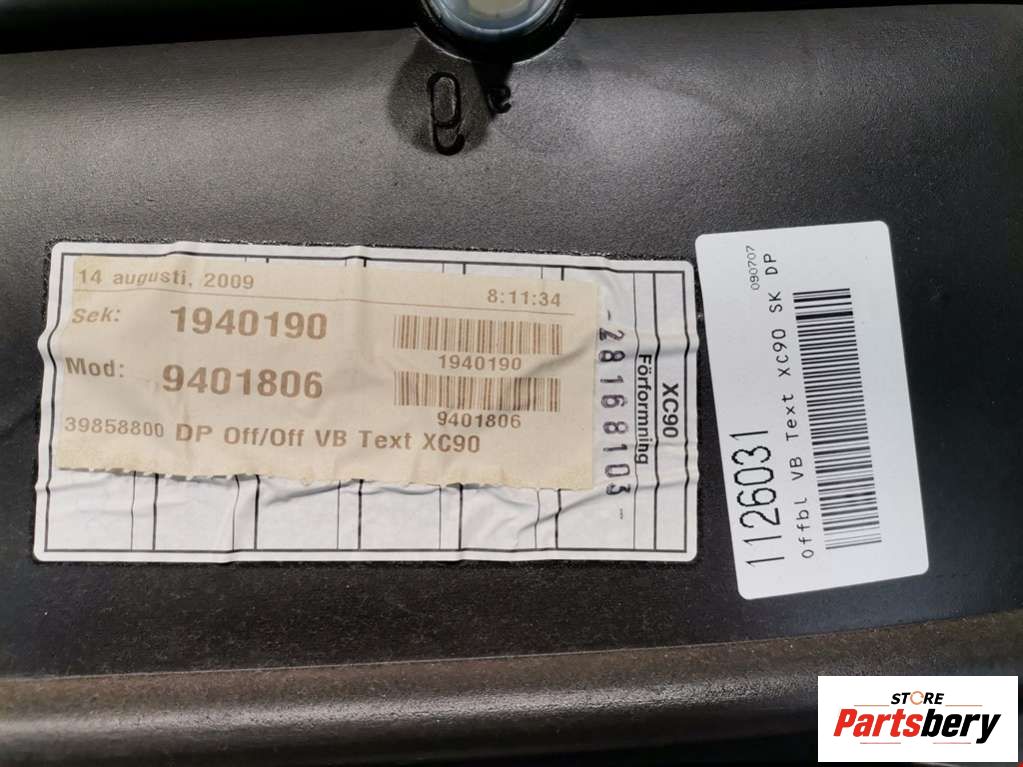 14 augusti, 2009
8:11:34
Sek: 1940190
1940190
Mod: 9401806
9401806
39858800 DP Off/Off VB Text XC90
-28168103-
Förformning
XC90
1126031
Offbl VB Text XC90 SK DP
090707
STORE
Partsbery